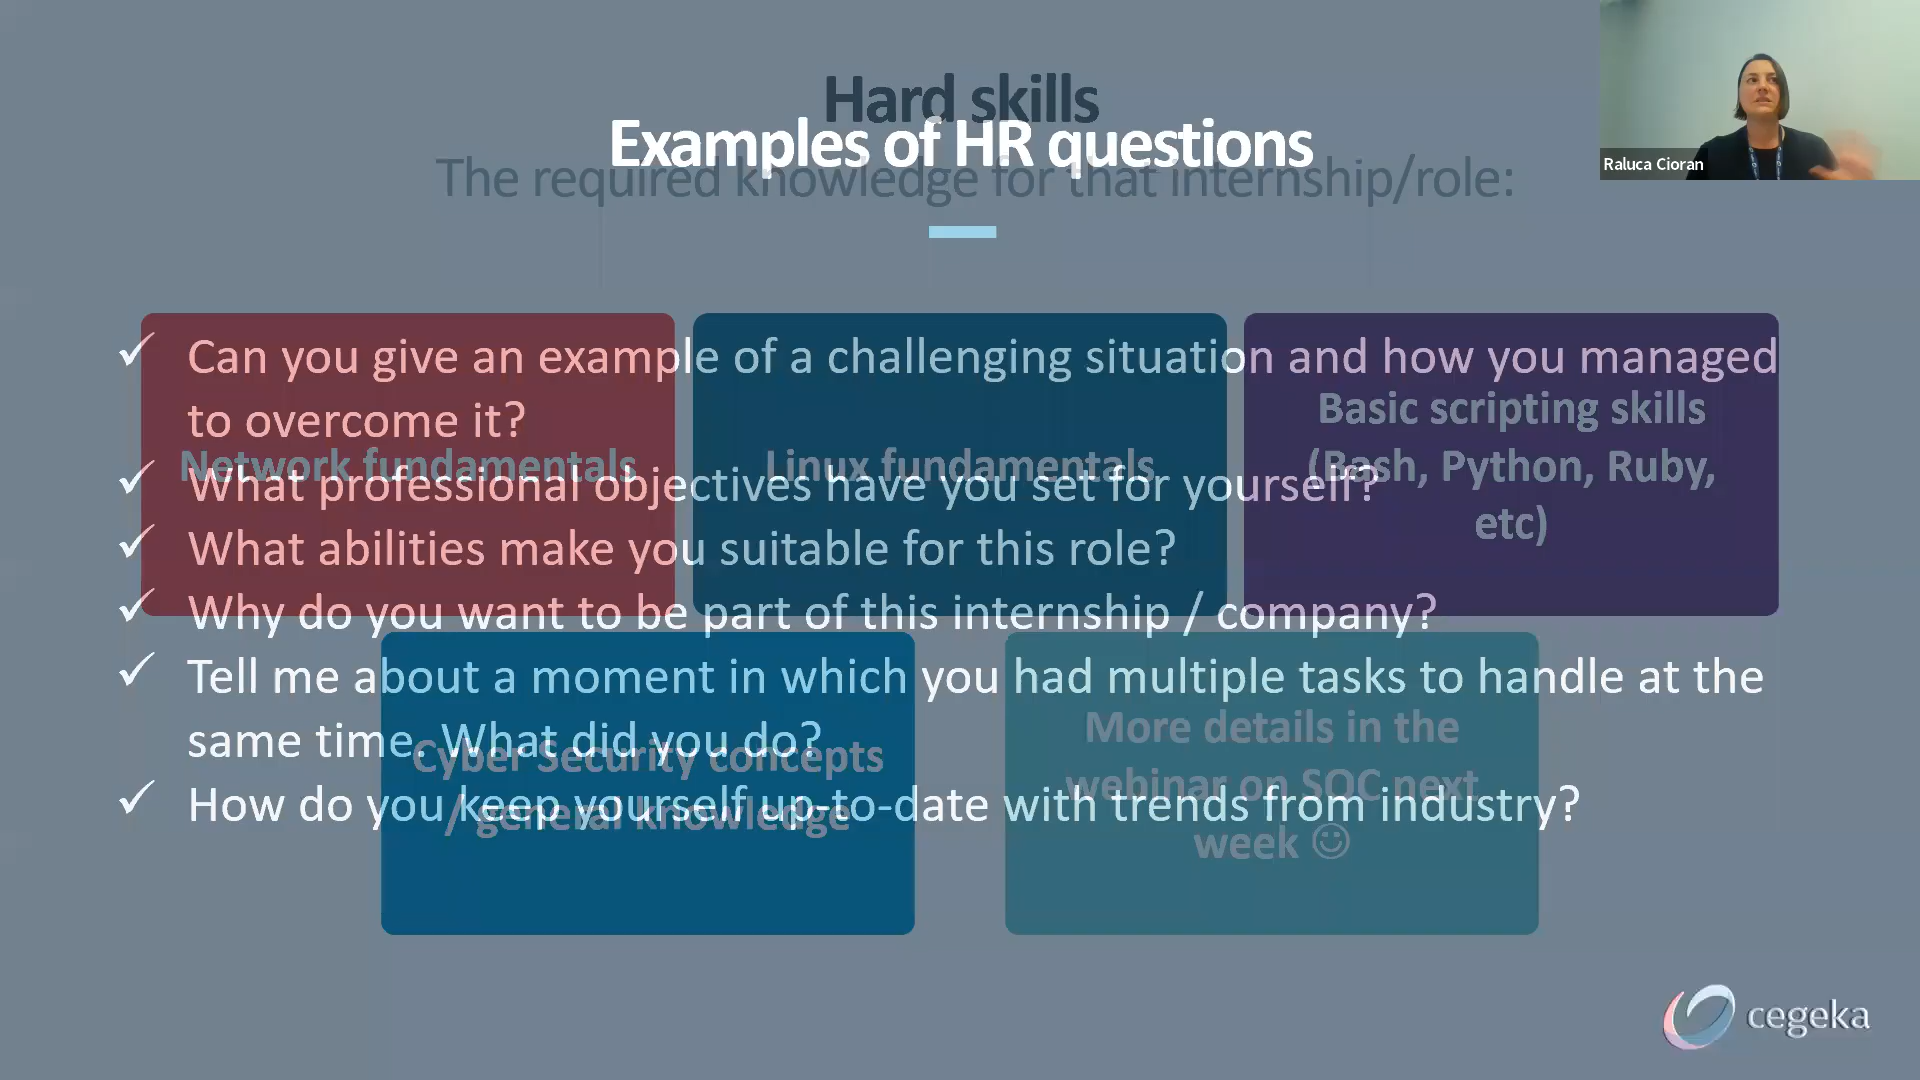 Hard skills
Examples of HR questions
The required knowledge for that internship/role:
Raluca Cioran
✓ Can you give an example of a challenging situation and how you managed
to overcome it?
✓ What professional objectives have you set for yourself?
✓ What abilities make you suitable for this role?
✓ Why do you want to be part of this internship / company?
✓ Tell me about a moment in which you had multiple tasks to handle at the
same time. What did you do?
✓ How do you keep yourself up-to-date with trends from industry?
Network fundamentals
Linux fundamentals
Basic scripting skills
(Bash, Python, Ruby,
etc)
Cyber Security concepts
/ general knowledge
More details in the
webinar on SOC next
week ☺
cegeka